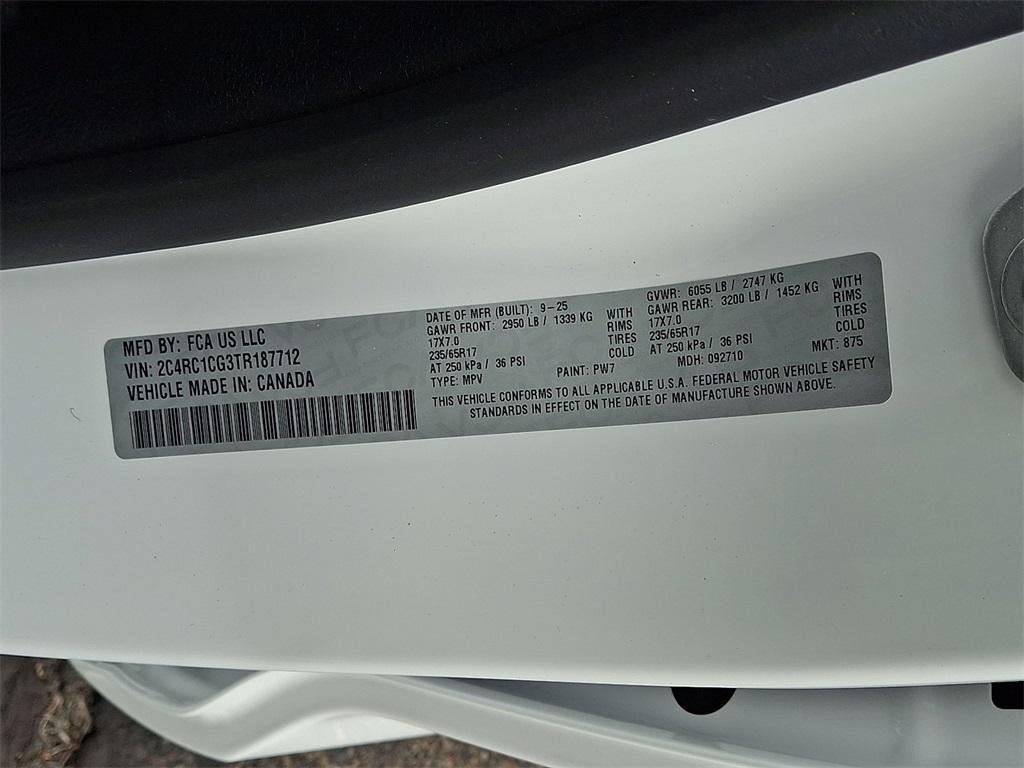 MFD BY: FCA US LLC
VIN: 2C4RC1CG3TR187712
VEHICLE MADE IN: CANADA
DATE OF MFR (BUILT): 9-25
GAWR FRONT: 2950 LB / 1339 KG WITH
17X7.0 RIMS
235/65R17 TIRES
AT 250 kPa / 36 PSI COLD
TYPE: MPV PAINT: PW7
GVWR: 6055 LB / 2747 KG
GAWR REAR: 3200 LB / 1452 KG WITH
17X7.0 RIMS
235/65R17 TIRES
AT 250 kPa / 36 PSI COLD
MDH: 092710 MKT: 875
THIS VEHICLE CONFORMS TO ALL APPLICABLE U.S.A. FEDERAL MOTOR VEHICLE SAFETY
STANDARDS IN EFFECT ON THE DATE OF MANUFACTURE SHOWN ABOVE.